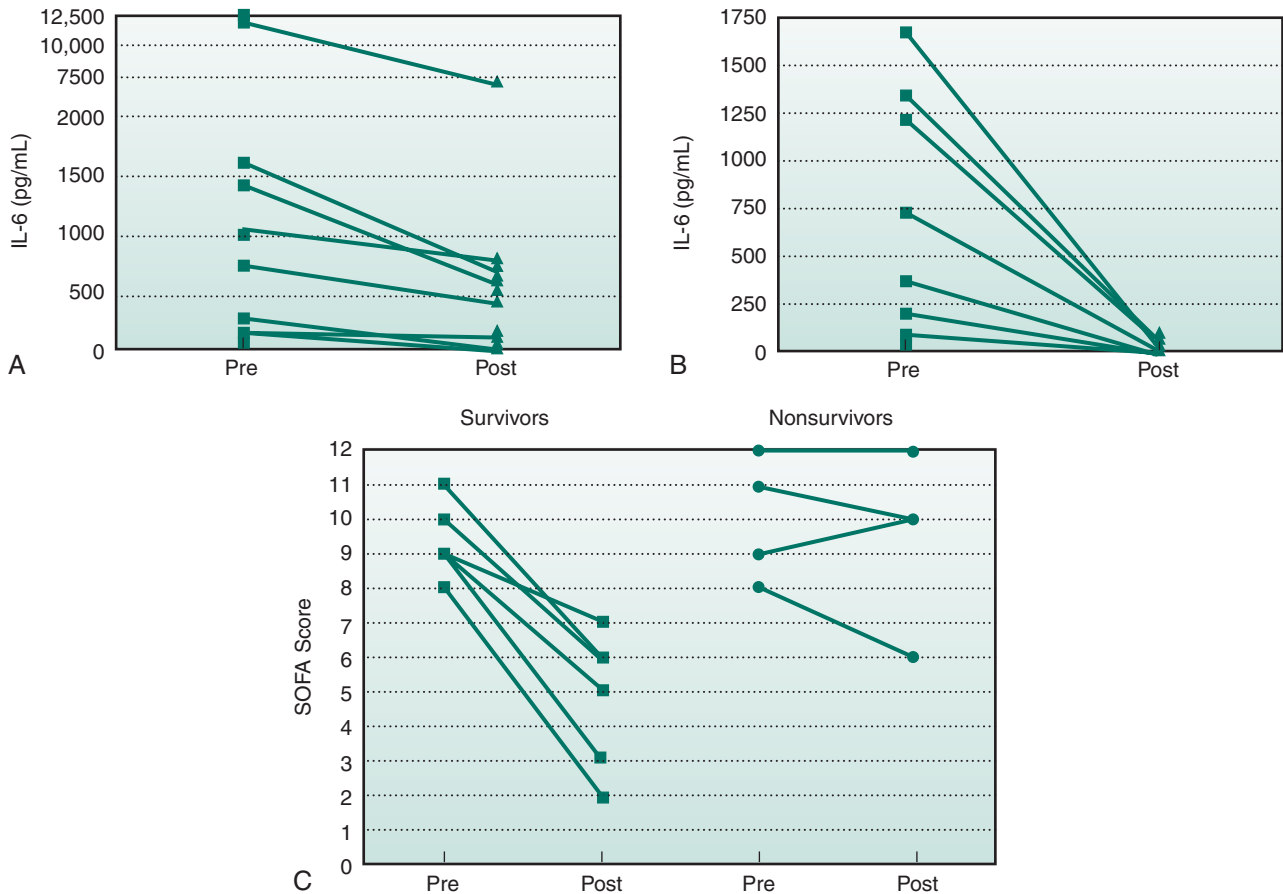 12,500
10,000
7500
2000
1500
1000
500
0
IL-6 (pg/mL)
Pre
Post
A
1750
1500
1250
1000
750
500
250
0
IL-6 (pg/mL)
Pre
Post
B
Survivors
Nonsurvivors
12
11
10
9
8
7
6
5
4
3
2
1
0
SOFA Score
Pre
Post
Pre
Post
C